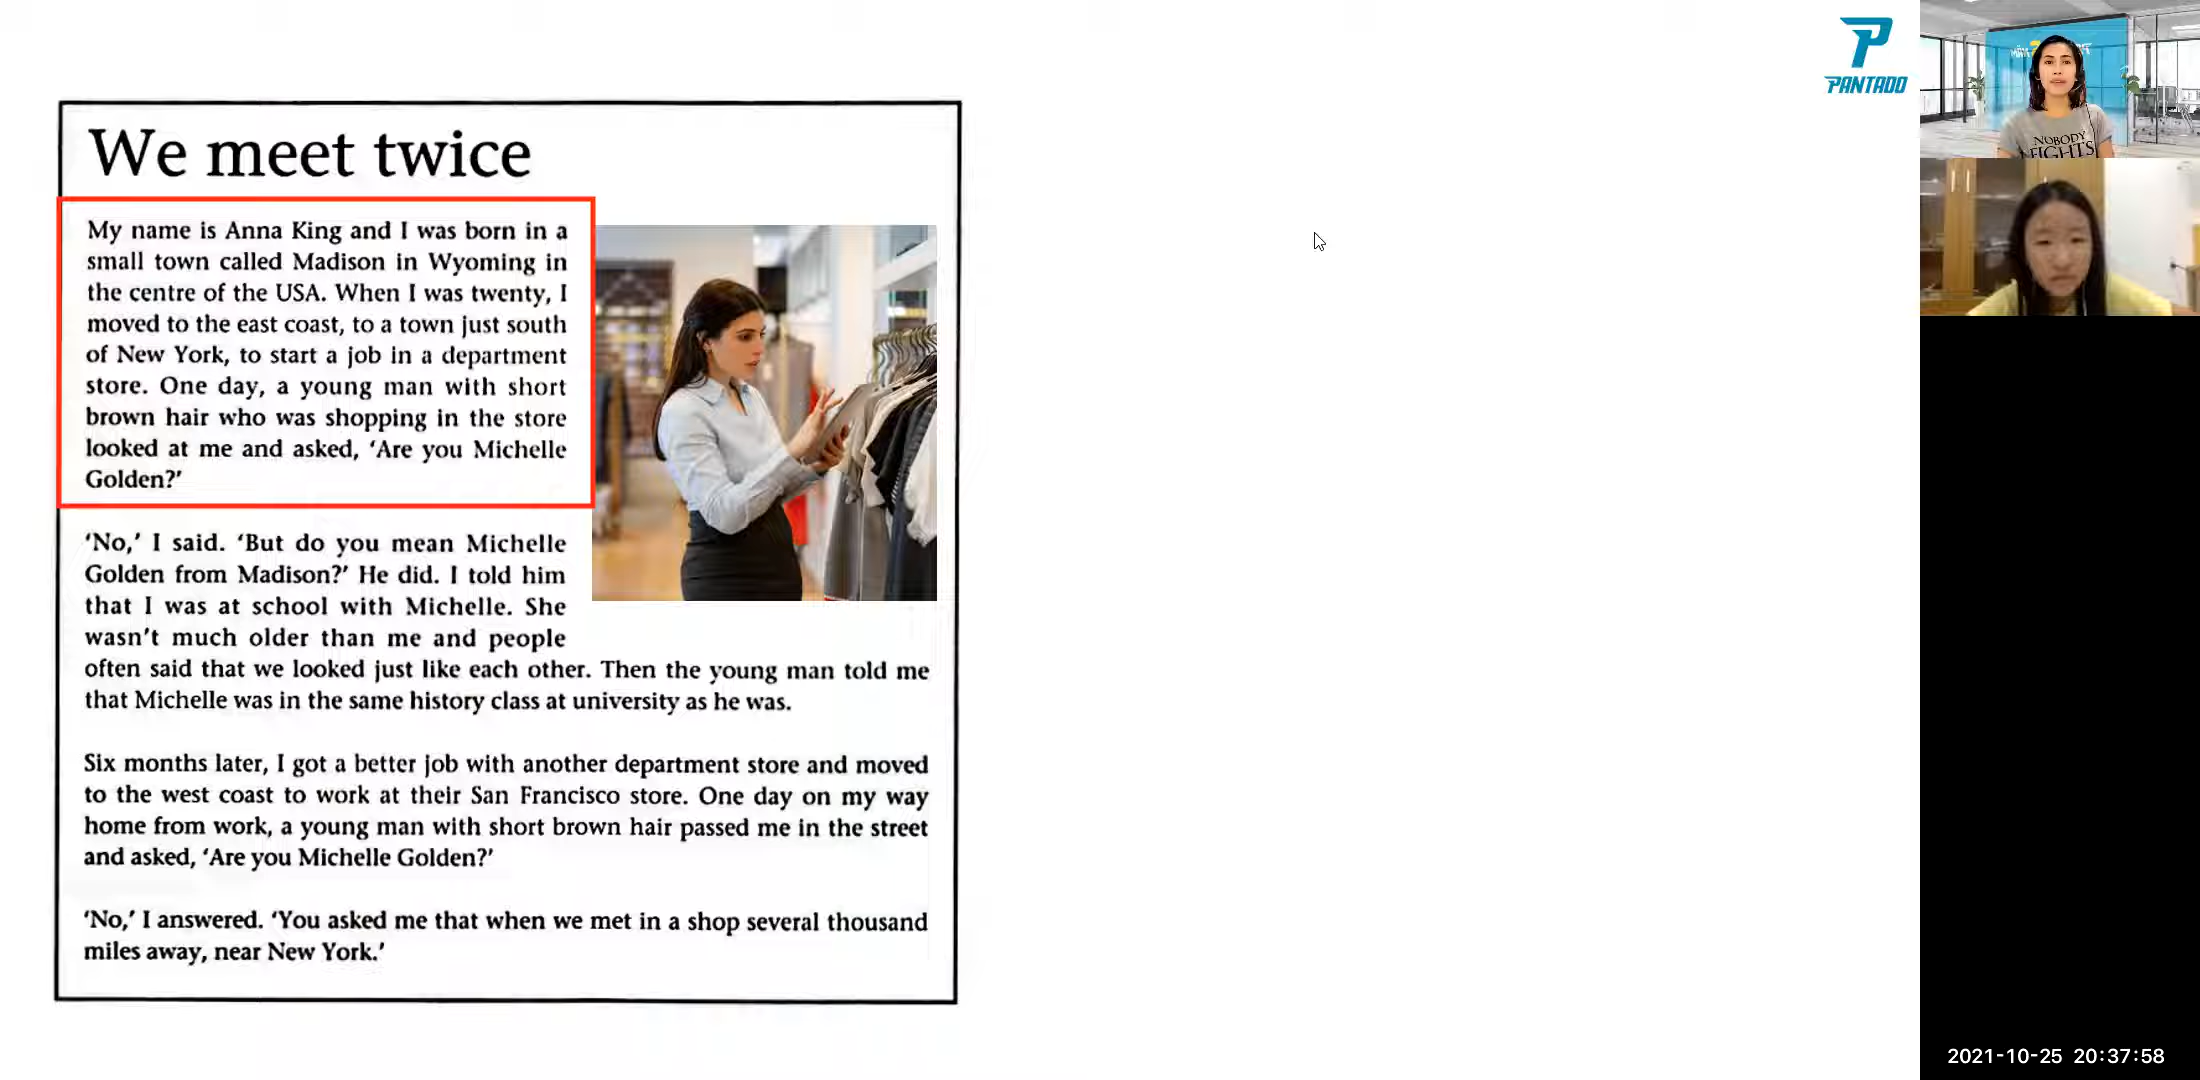 PANTADO
We meet twice
My name is Anna King and I was born in a
small town called Madison in Wyoming in
the centre of the USA. When I was twenty, I
moved to the east coast, to a town just south
of New York, to start a job in a department
store. One day, a young man with short
brown hair who was shopping in the store
looked at me and asked, ‘Are you Michelle
Golden?’
‘No,’ I said. ‘But do you mean Michelle
Golden from Madison?’ He did. I told him
that I was at school with Michelle. She
wasn’t much older than me and people
often said that we looked just like each other. Then the young man told me
that Michelle was in the same history class at university as he was.
Six months later, I got a better job with another department store and moved
to the west coast to work at their San Francisco store. One day on my way
home from work, a young man with short brown hair passed me in the street
and asked, ‘Are you Michelle Golden?’
‘No,’ I answered. ‘You asked me that when we met in a shop several thousand
miles away, near New York.’
NOBODY
2021-10-25 20:37:58